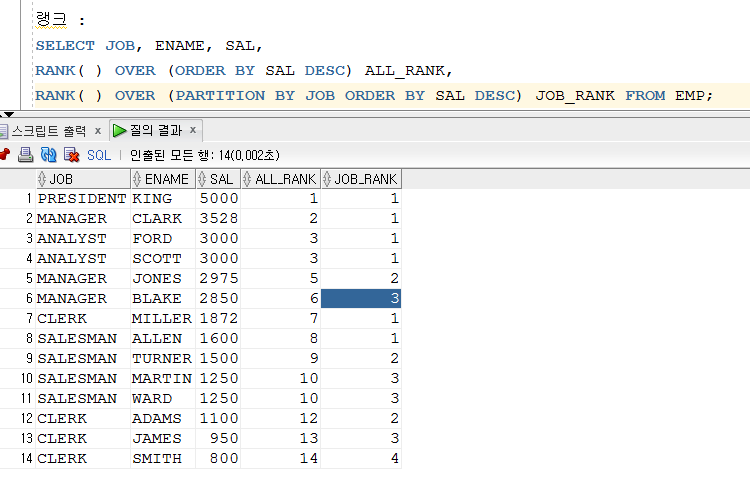 랭크 :
SELECT JOB, ENAME, SAL,
RANK( ) OVER (ORDER BY SAL DESC) ALL_RANK,
RANK( ) OVER (PARTITION BY JOB ORDER BY SAL DESC) JOB_RANK FROM EMP;
스크립트 출력 x 질의 결과 x
SQL | 인출된 모든 행: 14(0,002초)
JOB ENAME SAL ALL_RANK JOB_RANK
1 PRESIDENT KING 5000 1 1
2 MANAGER CLARK 3528 2 1
3 ANALYST FORD 3000 3 1
4 ANALYST SCOTT 3000 3 1
5 MANAGER JONES 2975 5 2
6 MANAGER BLAKE 2850 6 3
7 CLERK MILLER 1872 7 1
8 SALESMAN ALLEN 1600 8 1
9 SALESMAN TURNER 1500 9 2
10 SALESMAN MARTIN 1250 10 3
11 SALESMAN WARD 1250 10 3
12 CLERK ADAMS 1100 12 2
13 CLERK JAMES 950 13 3
14 CLERK SMITH 800 14 4